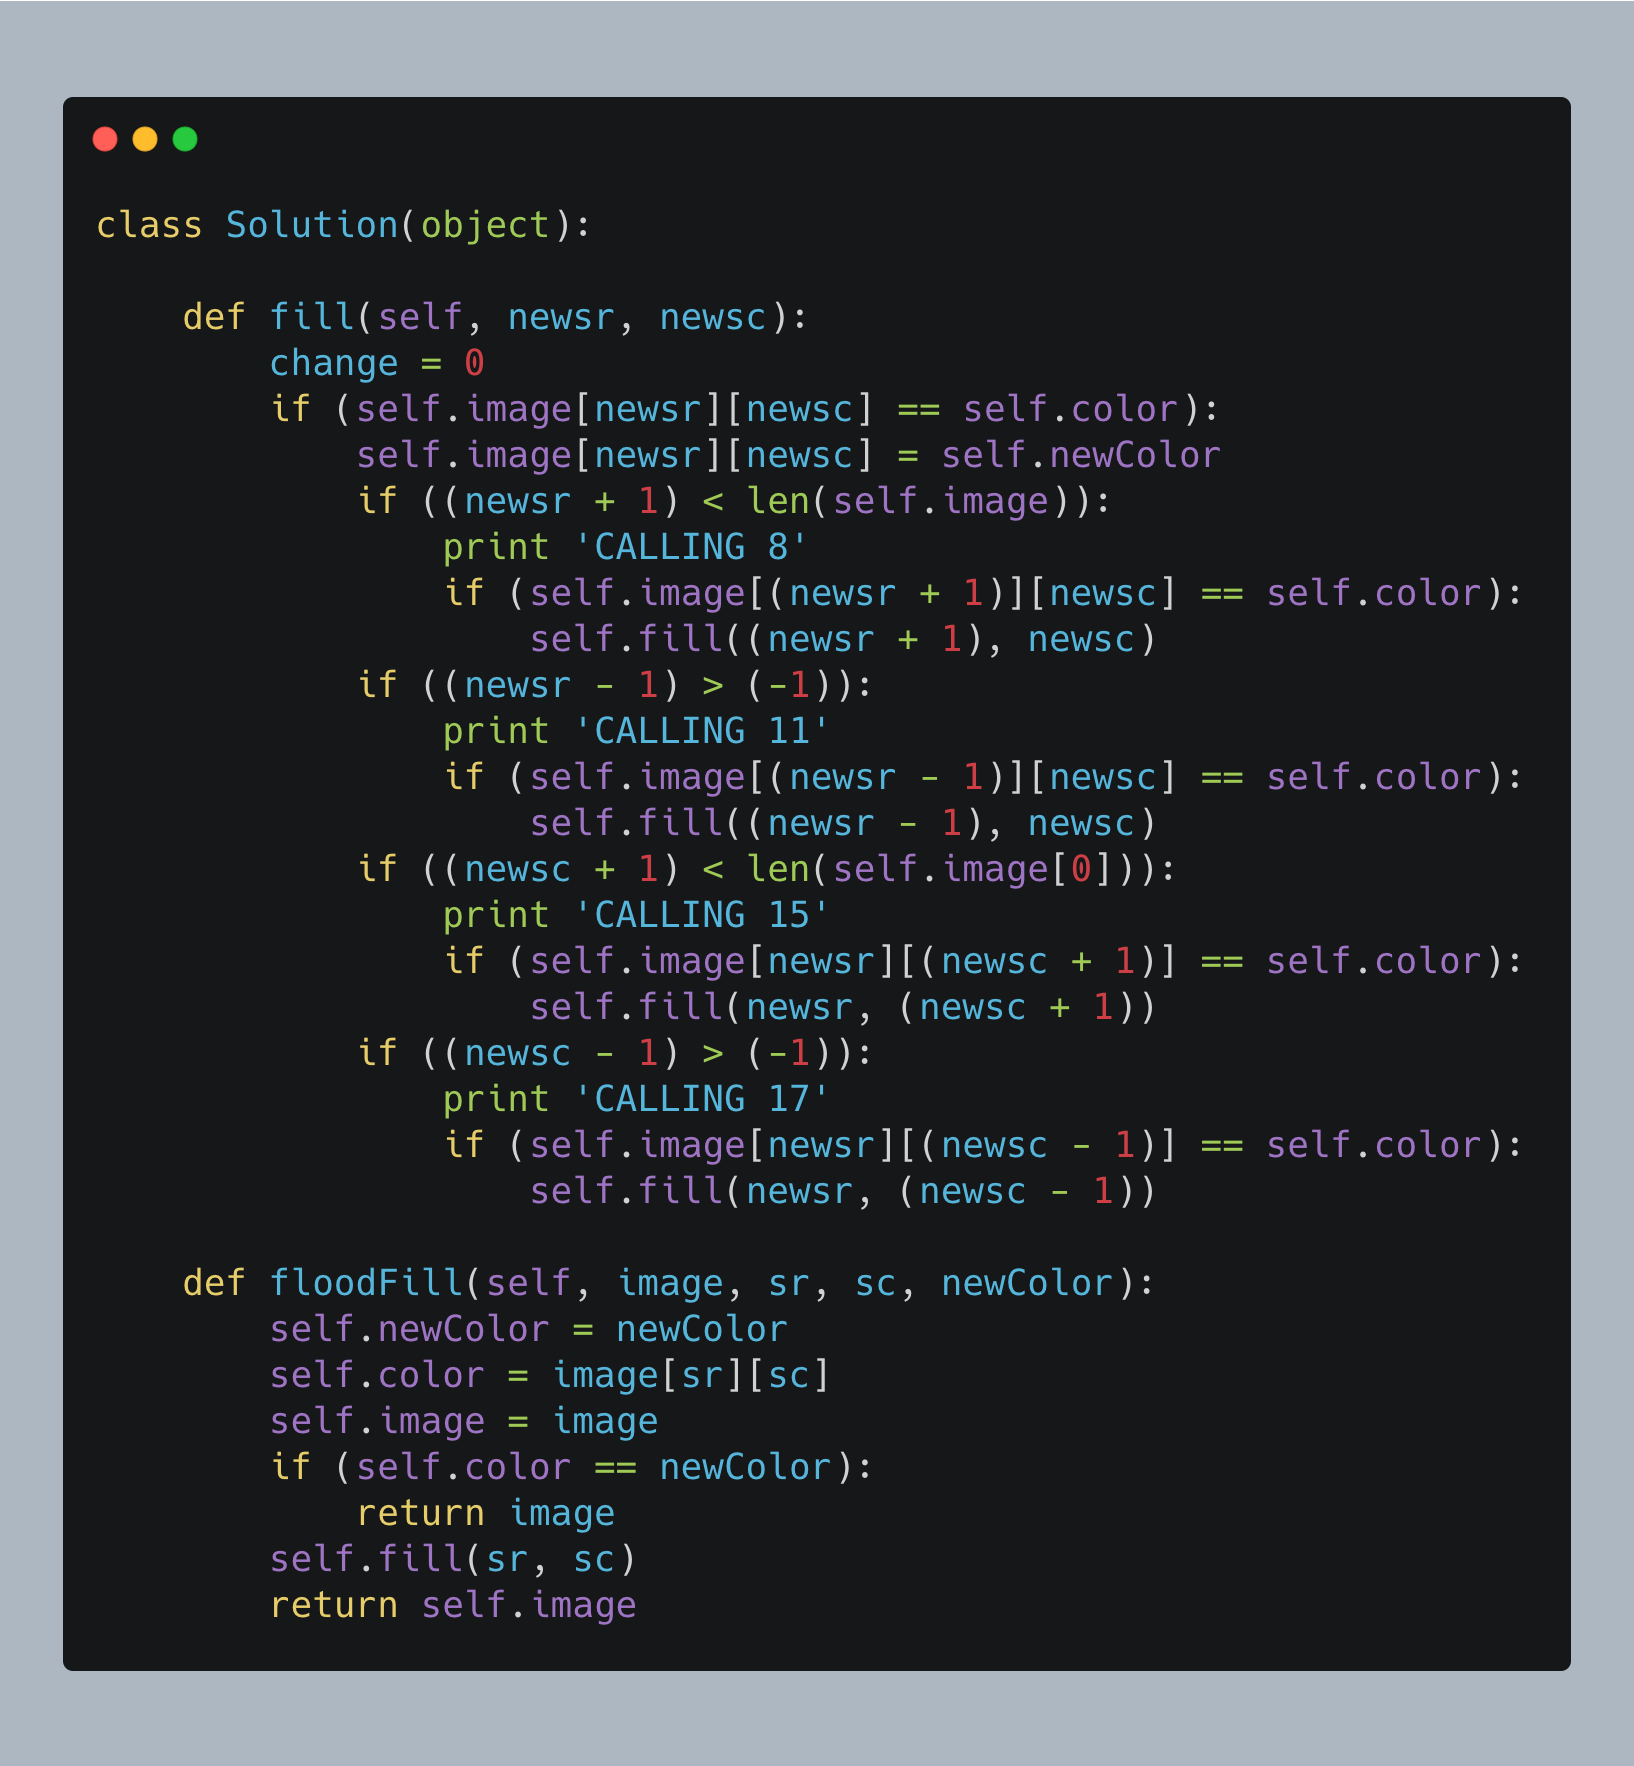 class Solution(object):

    def fill(self, newsr, newsc):
        change = 0
        if (self.image[newsr][newsc] == self.color):
            self.image[newsr][newsc] = self.newColor
            if ((newsr + 1) < len(self.image)):
                print 'CALLING 8'
                if (self.image[(newsr + 1)][newsc] == self.color):
                    self.fill((newsr + 1), newsc)
            if ((newsr - 1) > (-1)):
                print 'CALLING 11'
                if (self.image[(newsr - 1)][newsc] == self.color):
                    self.fill((newsr - 1), newsc)
            if ((newsc + 1) < len(self.image[0])):
                print 'CALLING 15'
                if (self.image[newsr][(newsc + 1)] == self.color):
                    self.fill(newsr, (newsc + 1))
            if ((newsc - 1) > (-1)):
                print 'CALLING 17'
                if (self.image[newsr][(newsc - 1)] == self.color):
                    self.fill(newsr, (newsc - 1))

    def floodFill(self, image, sr, sc, newColor):
        self.newColor = newColor
        self.color = image[sr][sc]
        self.image = image
        if (self.color == newColor):
            return image
        self.fill(sr, sc)
        return self.image